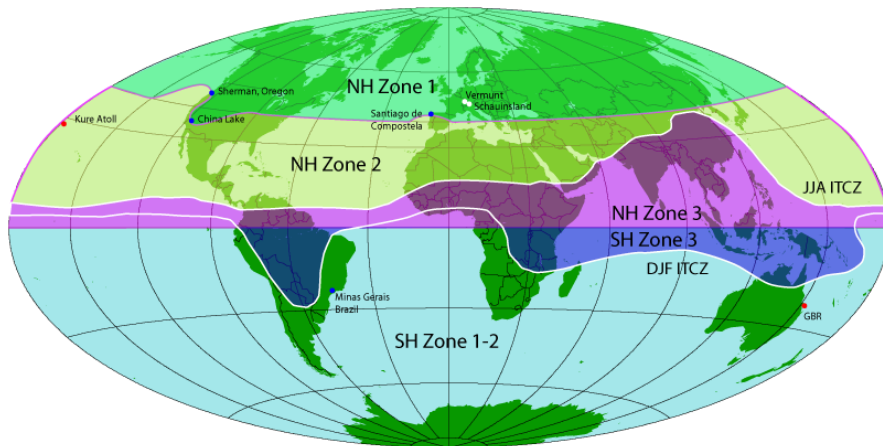 NH Zone 1
Sherman, Oregon
Vermunt
Schauinsland
Kure Atoll
China Lake
Santiago de
Compostela
NH Zone 2
JJA ITCZ
NH Zone 3
SH Zone 3
DJF ITCZ
Minas Gerais
Brazil
GBR
SH Zone 1-2